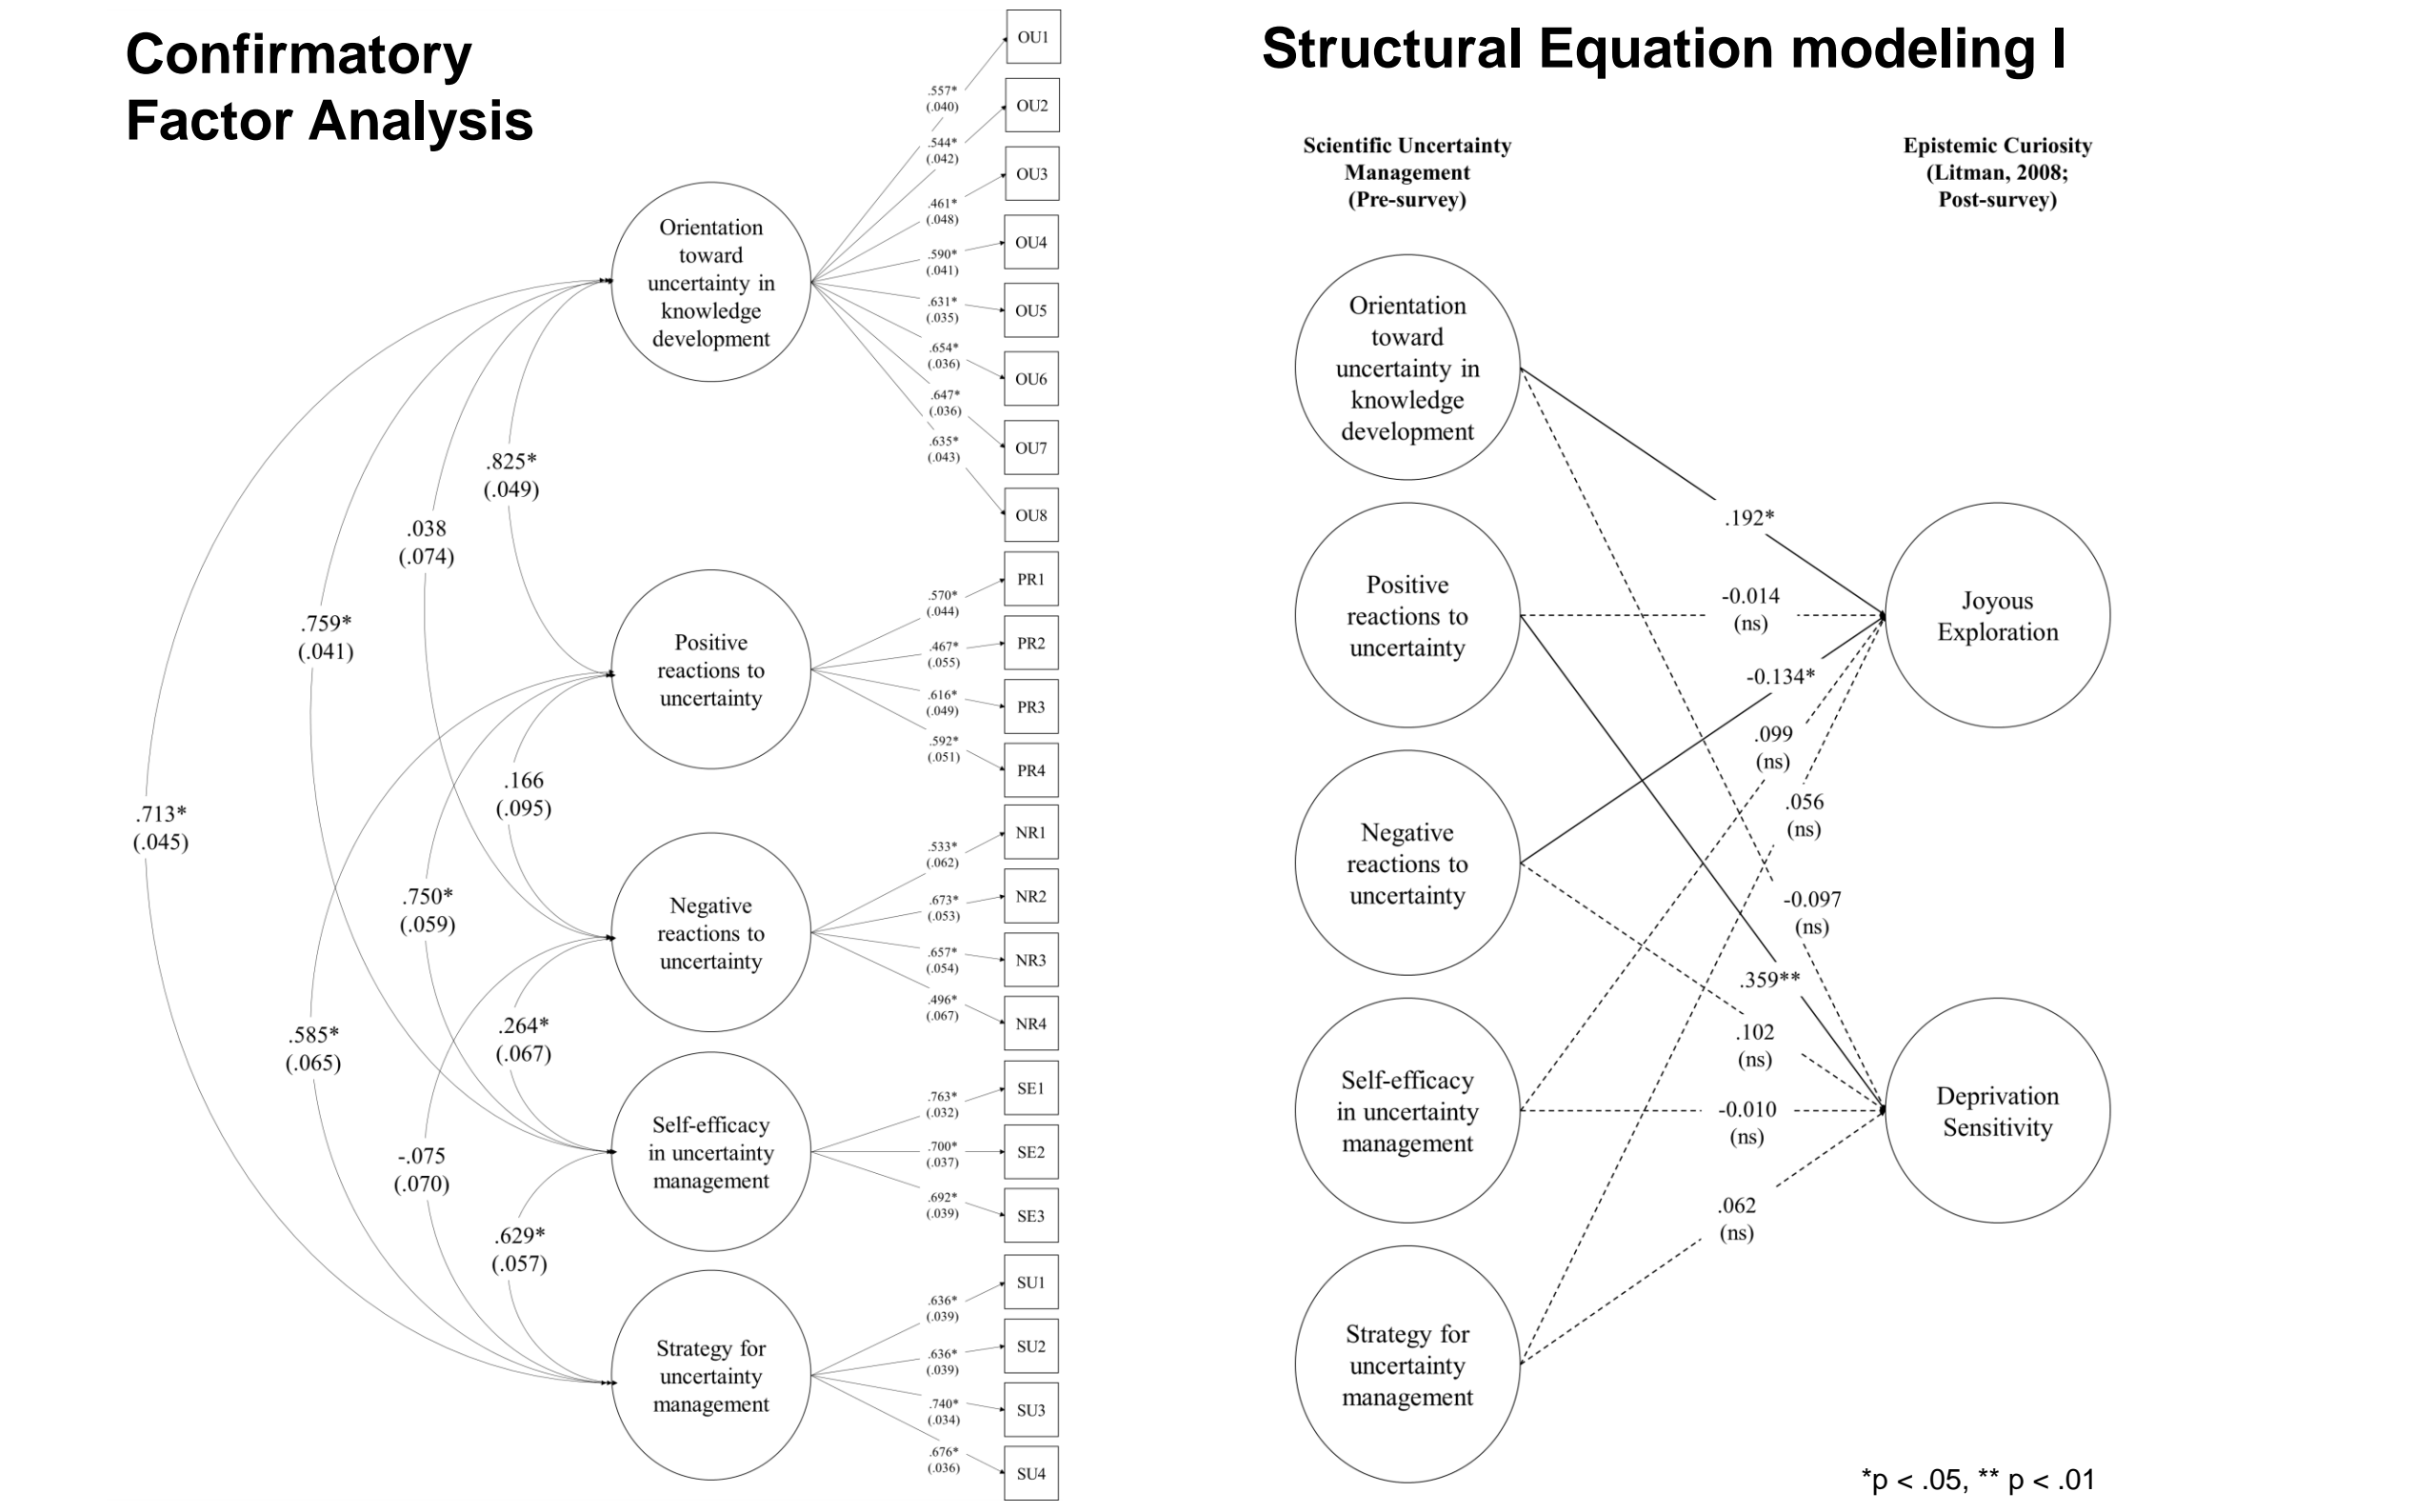 Confirmatory
Factor Analysis
OU1
OU2
OU3
OU4
OU5
OU6
OU7
OU8
.557*
(.040)
.544*
(.042)
.461*
(.048)
.590*
(.041)
.631*
(.035)
.654*
(.036)
.647*
(.036)
.635*
(.043)
Orientation
toward
uncertainty in
knowledge
development
.825*
(.049)
.038
(.074)
.759*
(.041)
.713*
(.045)
Positive
reactions to
uncertainty
.570*
(.044)
.467*
(.055)
.616*
(.049)
.592*
(.051)
PR1
PR2
PR3
PR4
.166
(.095)
.750*
(.059)
.585*
(.065)
Negative
reactions to
uncertainty
.533*
(.062)
.673*
(.053)
.657*
(.054)
.496*
(.067)
NR1
NR2
NR3
NR4
.264*
(.067)
-.075
(.070)
Self-efficacy
in uncertainty
management
.763*
(.032)
.700*
(.037)
.692*
(.039)
SE1
SE2
SE3
.629*
(.057)
Strategy for
uncertainty
management
.636*
(.039)
.636*
(.039)
.740*
(.034)
.676*
(.036)
SU1
SU2
SU3
SU4
Structural Equation modeling I
Scientific Uncertainty
Management
(Pre-survey)
Epistemic Curiosity
(Litman, 2008;
Post-survey)
Orientation
toward
uncertainty in
knowledge
development
Positive
reactions to
uncertainty
Negative
reactions to
uncertainty
Self-efficacy
in uncertainty
management
Strategy for
uncertainty
management
.192*
-0.014
(ns)
-0.134*
.099
(ns)
.056
(ns)
-0.097
(ns)
.359**
.102
(ns)
-0.010
(ns)
.062
(ns)
Joyous
Exploration
Deprivation
Sensitivity
*p < .05, ** p < .01